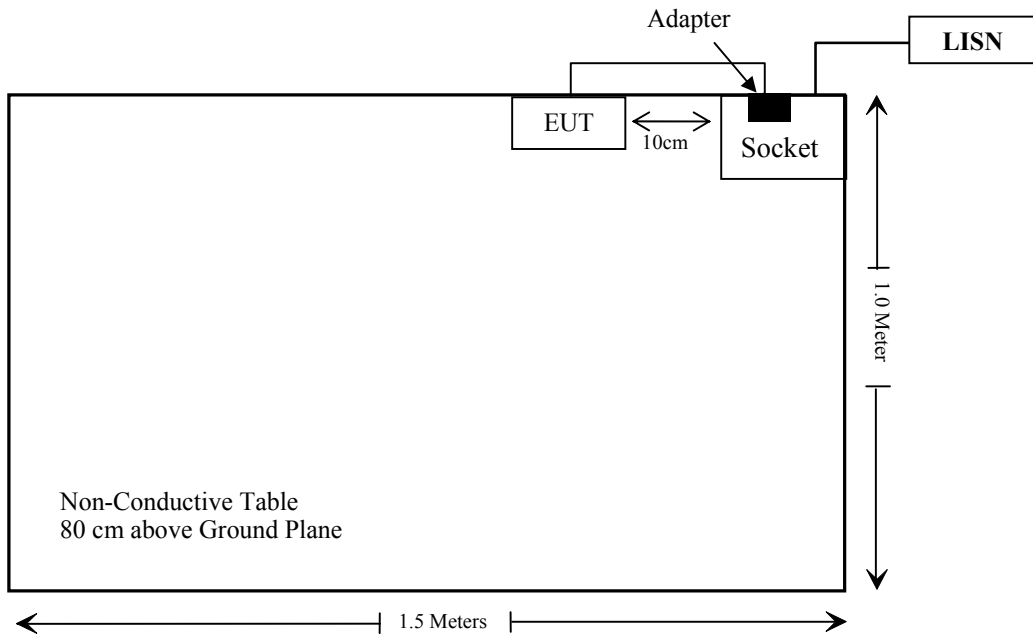 Adapter
LISN
EUT
10cm
Socket
1.0 Meter
Non-Conductive Table
80 cm above Ground Plane
1.5 Meters